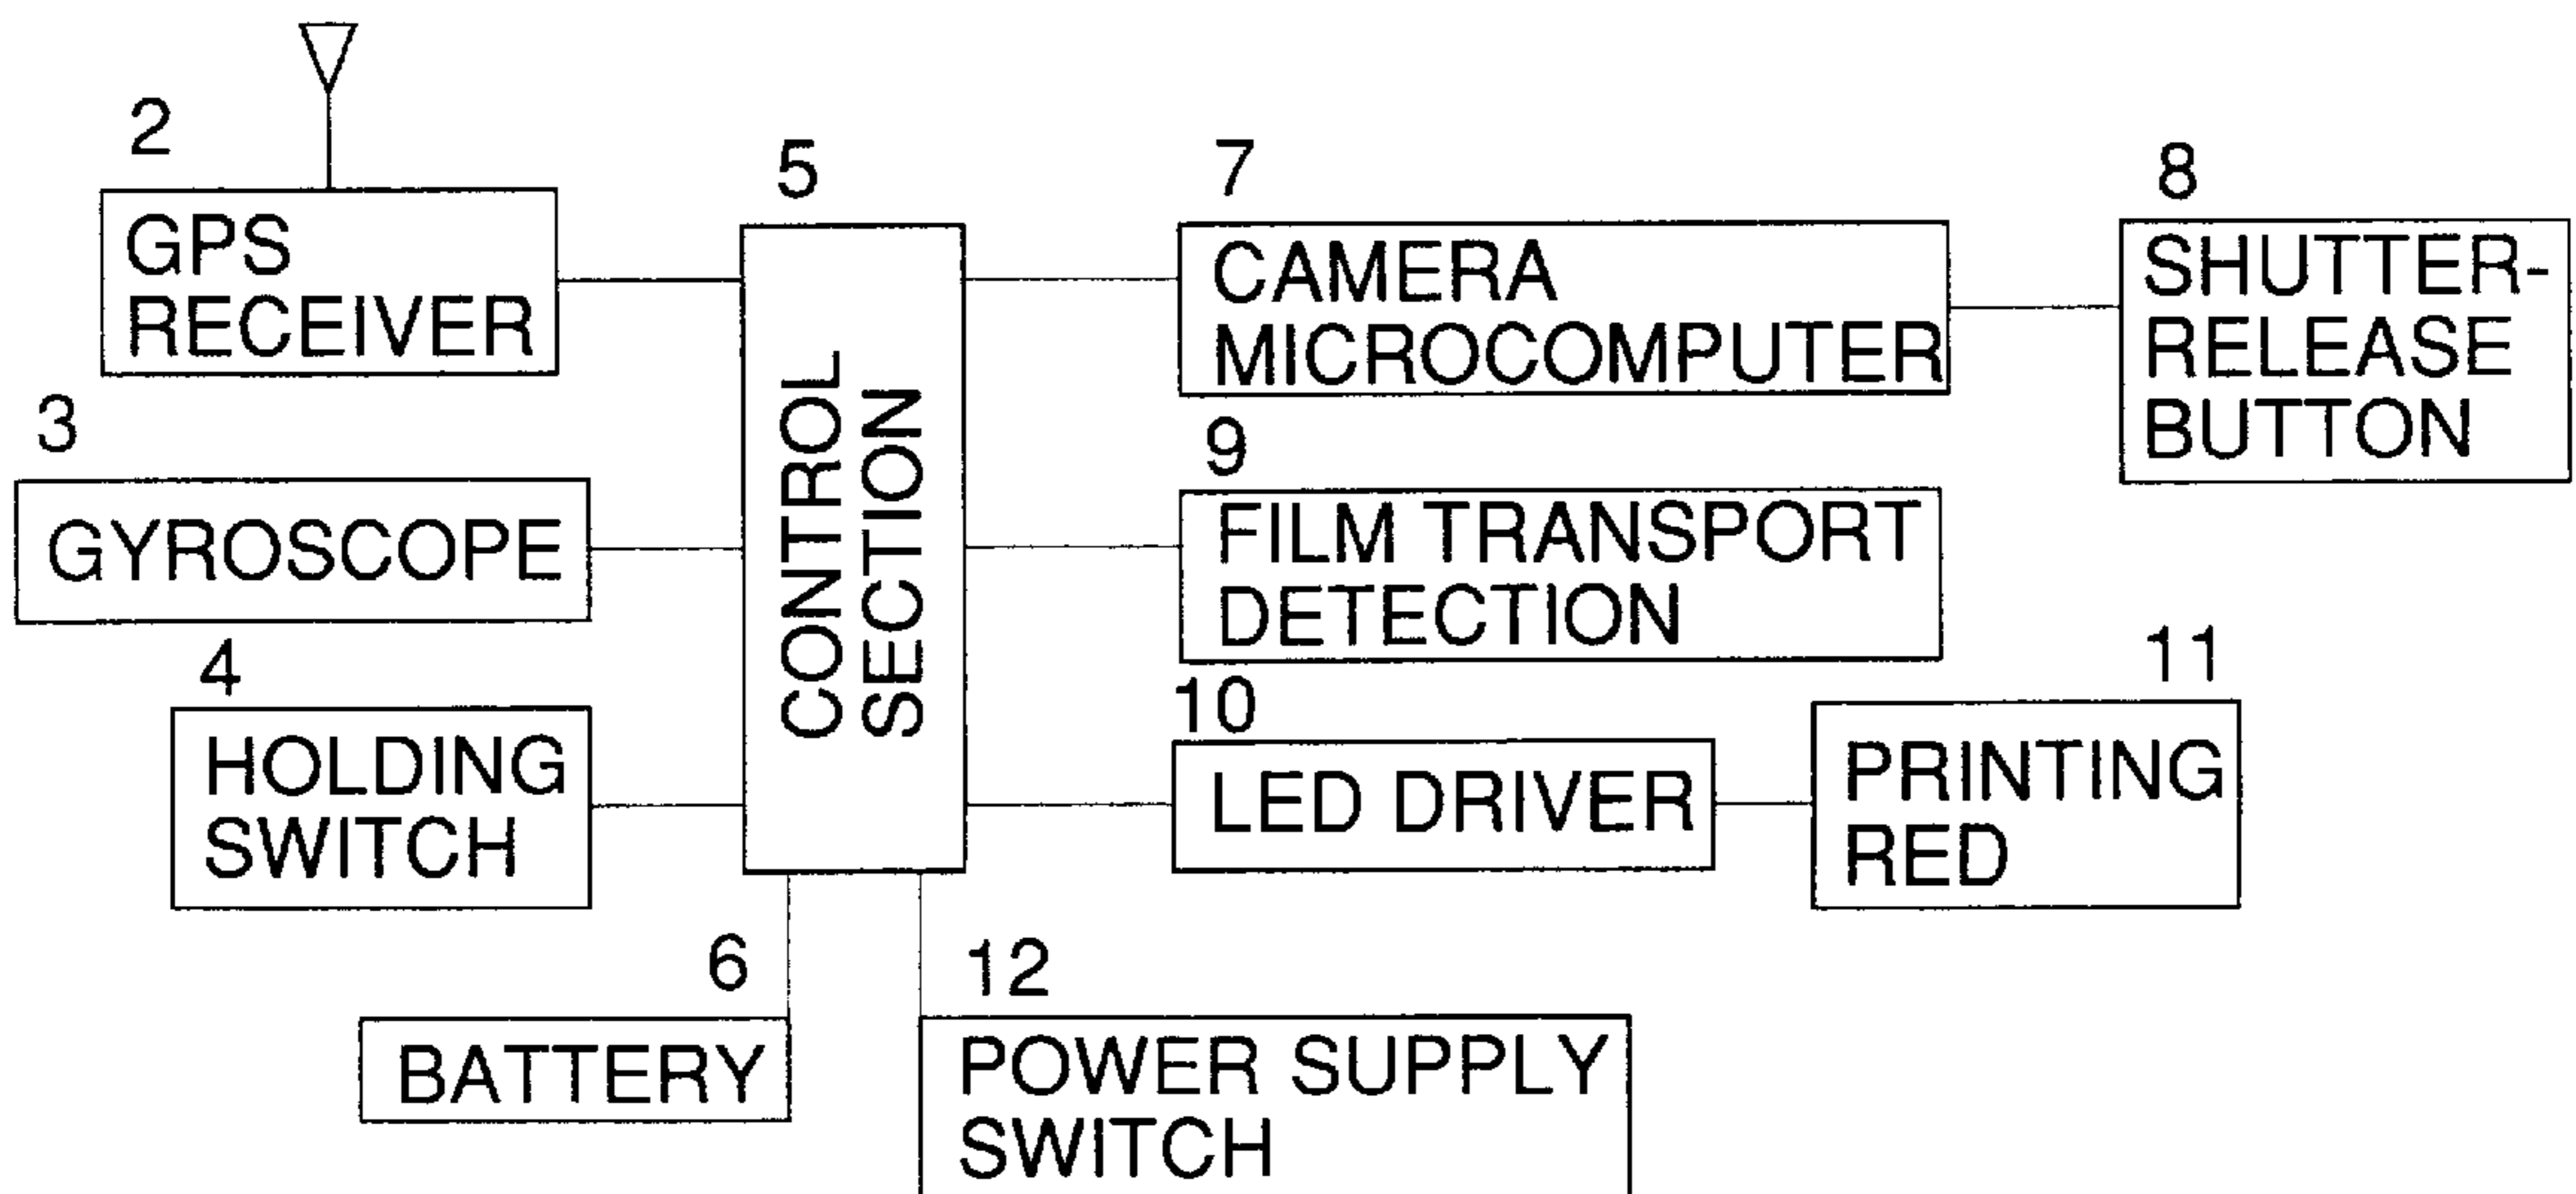 2
GPS
RECEIVER
3
GYROSCOPE
4
HOLDING
SWITCH
5
CONTROL
SECTION
6
BATTERY
12
POWER SUPPLY
SWITCH
7
CAMERA
MICROCOMPUTER
8
SHUTTER-
RELEASE
BUTTON
9
FILM TRANSPORT
DETECTION
10
LED DRIVER
11
PRINTING
RED